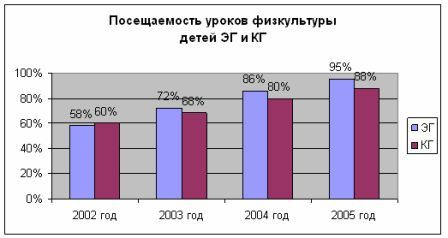 Посещаемость уроков физкультуры
детей ЭГ и КГ
100%
80%
60%
40%
20%
0%
58%
60%
72%
68%
86%
80%
95%
88%
2002 год
2003 год
2004 год
2005 год
ЭГ
КГ